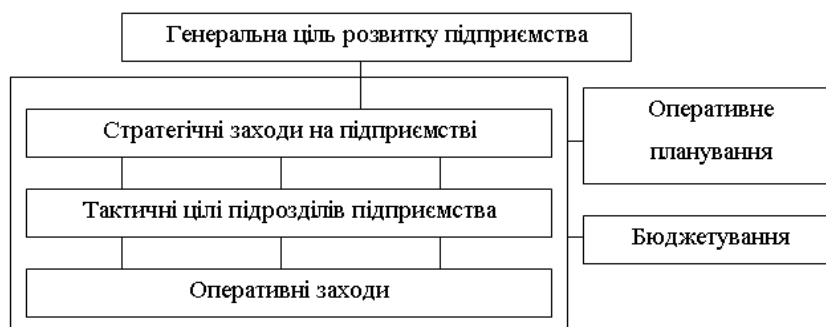 Генеральна ціль розвитку підприємства
Стратегічні заходи на підприємстві
Тактичні цілі підрозділів підприємства
Оперативні заходи
Оперативне
планування
Бюджетування